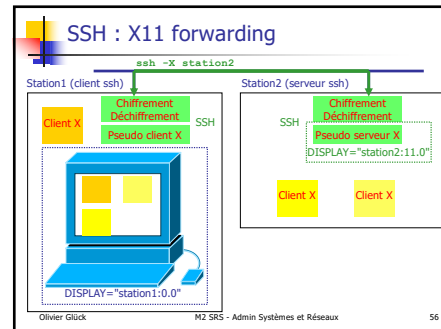 SSH : X11 forwarding
ssh -X station2
Station1 (client ssh)
Station2 (serveur ssh)
Client X
Chiffrement
Déchiffrement
Pseudo client X
SSH
SSH
Chiffrement
Déchiffrement
Pseudo serveur X
DISPLAY="station2:11.0"
Client X
Client X
DISPLAY="station1:0.0"
Olivier Glück
M2 SRS - Admin Systèmes et Réseaux
56